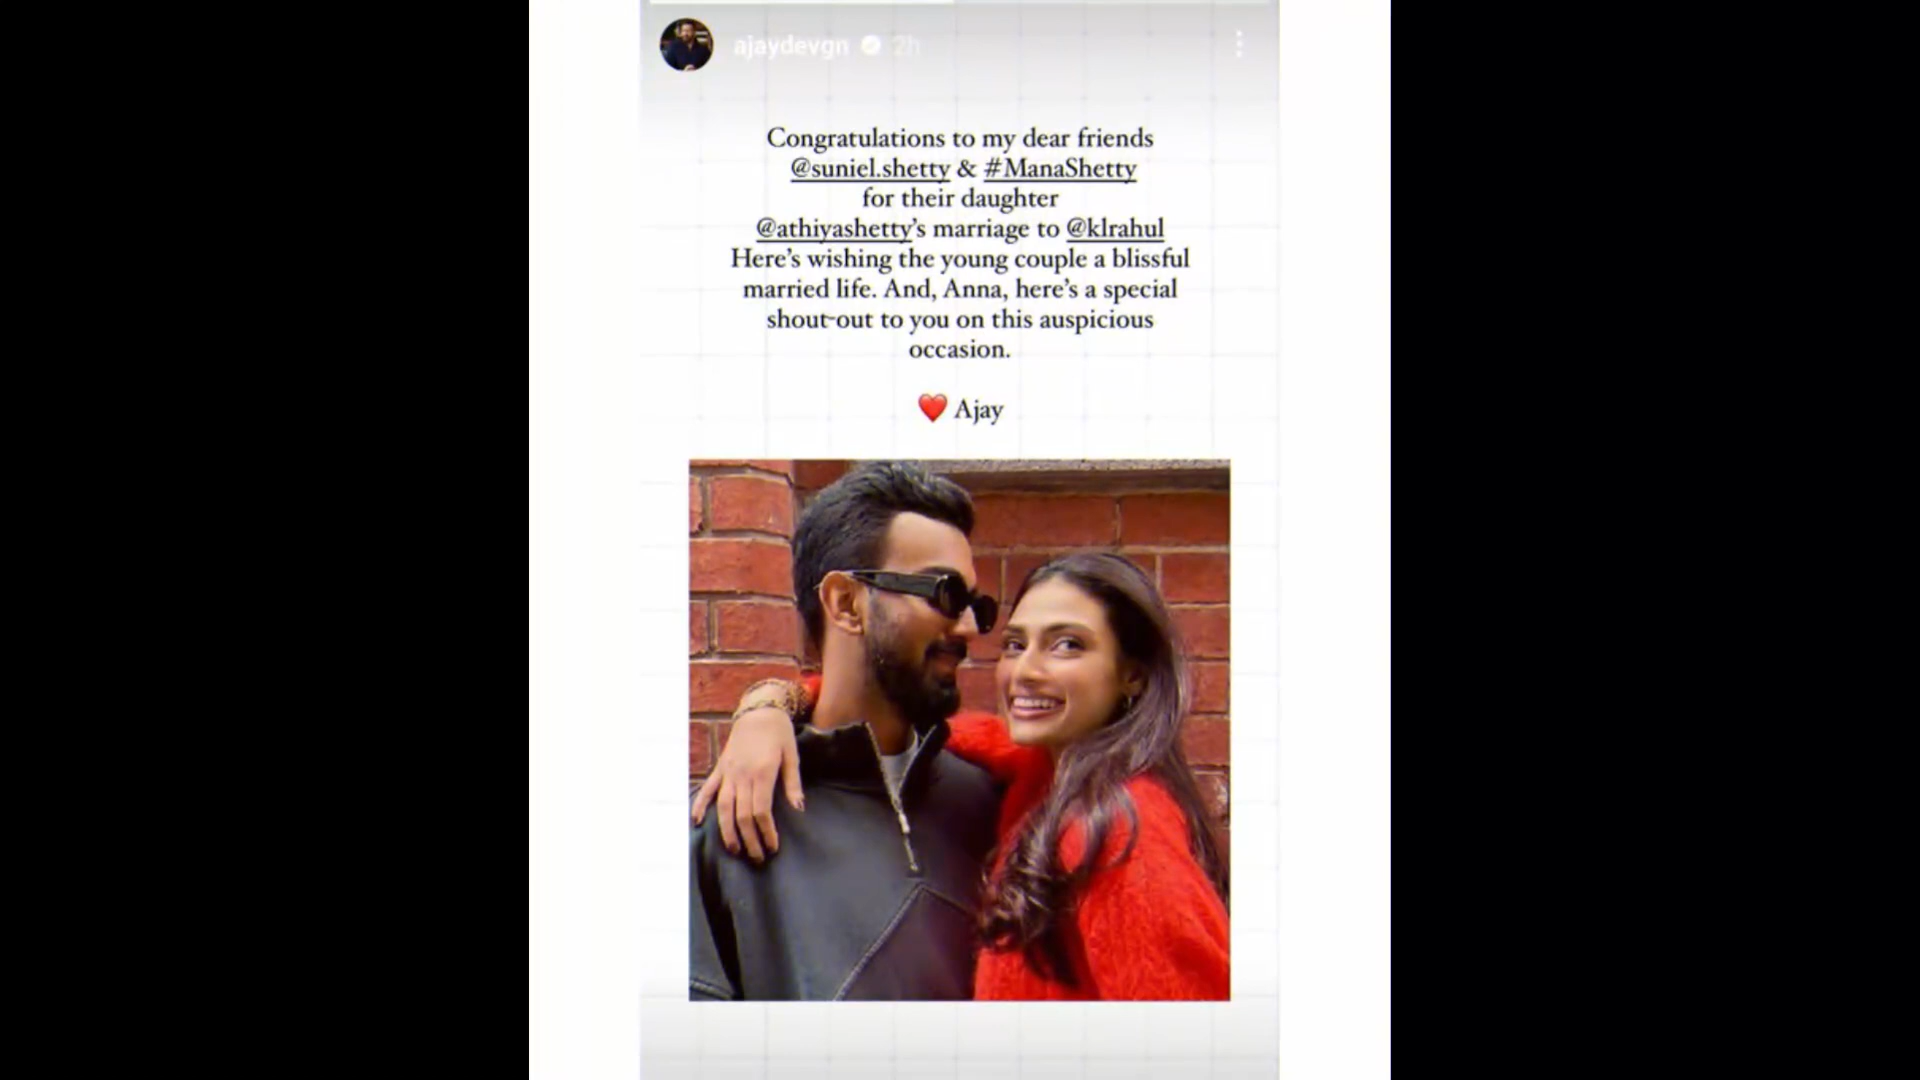 ajaydevgn 2h
Congratulations to my dear friends
@suniel.shetty & #ManaShetty
for their daughter
@athiyashetty's marriage to @klrahul
Here's wishing the young couple a blissful
married life. And, Anna, here's a special
shout-out to you on this auspicious
occasion.
❤️ Ajay